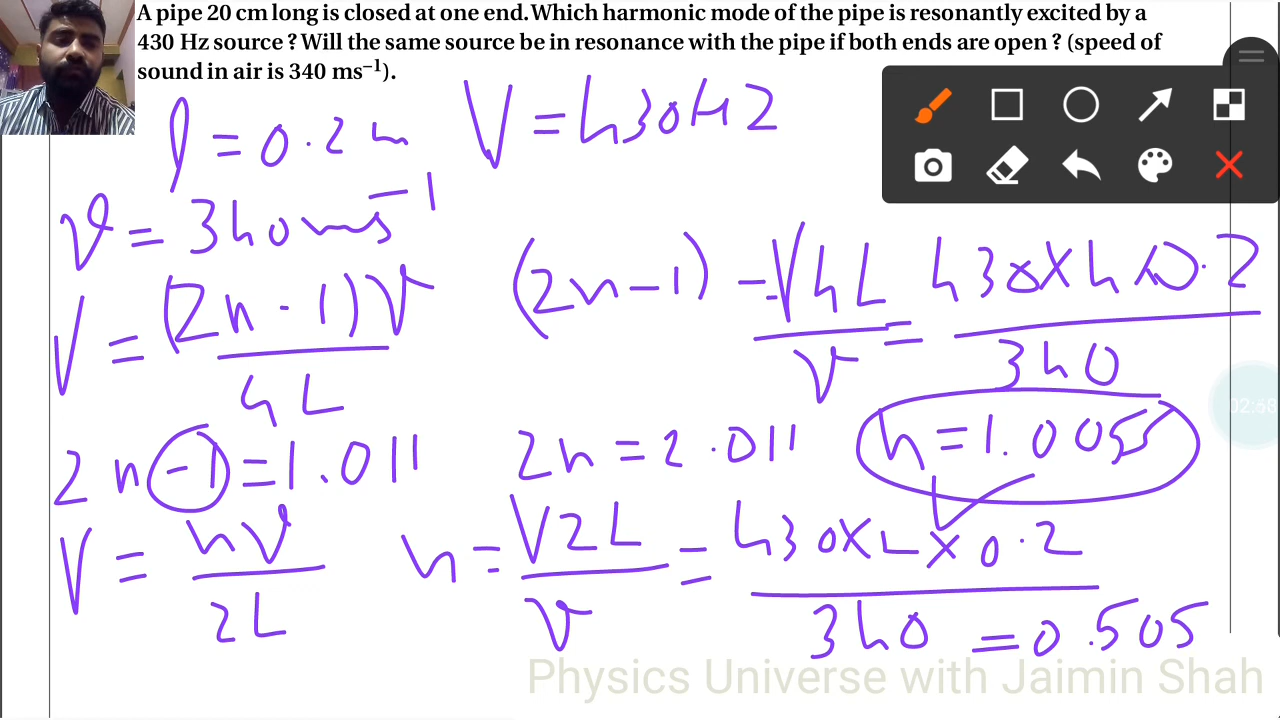 A pipe 20 cm long is closed at one end. Which harmonic mode of the pipe is resonantly excited by a
430 Hz source ? Will the same source be in resonance with the pipe if both ends are open ? (speed of
sound in air is 340 ms⁻¹).
l = 0.2 m V = 430 Hz
v = 340 ms⁻¹
V = (2n - 1) v / 4L
(2n - 1) = V4L / v = 430 X 4 X 0.2 / 340
2n - 1 = 1.011 2n = 2.011 n = 1.0055
V = nv / 2L n = V2L / v = 430 X 2 X 0.2 / 340 = 0.505
02:58
Physics Universe with Jaimin Shah